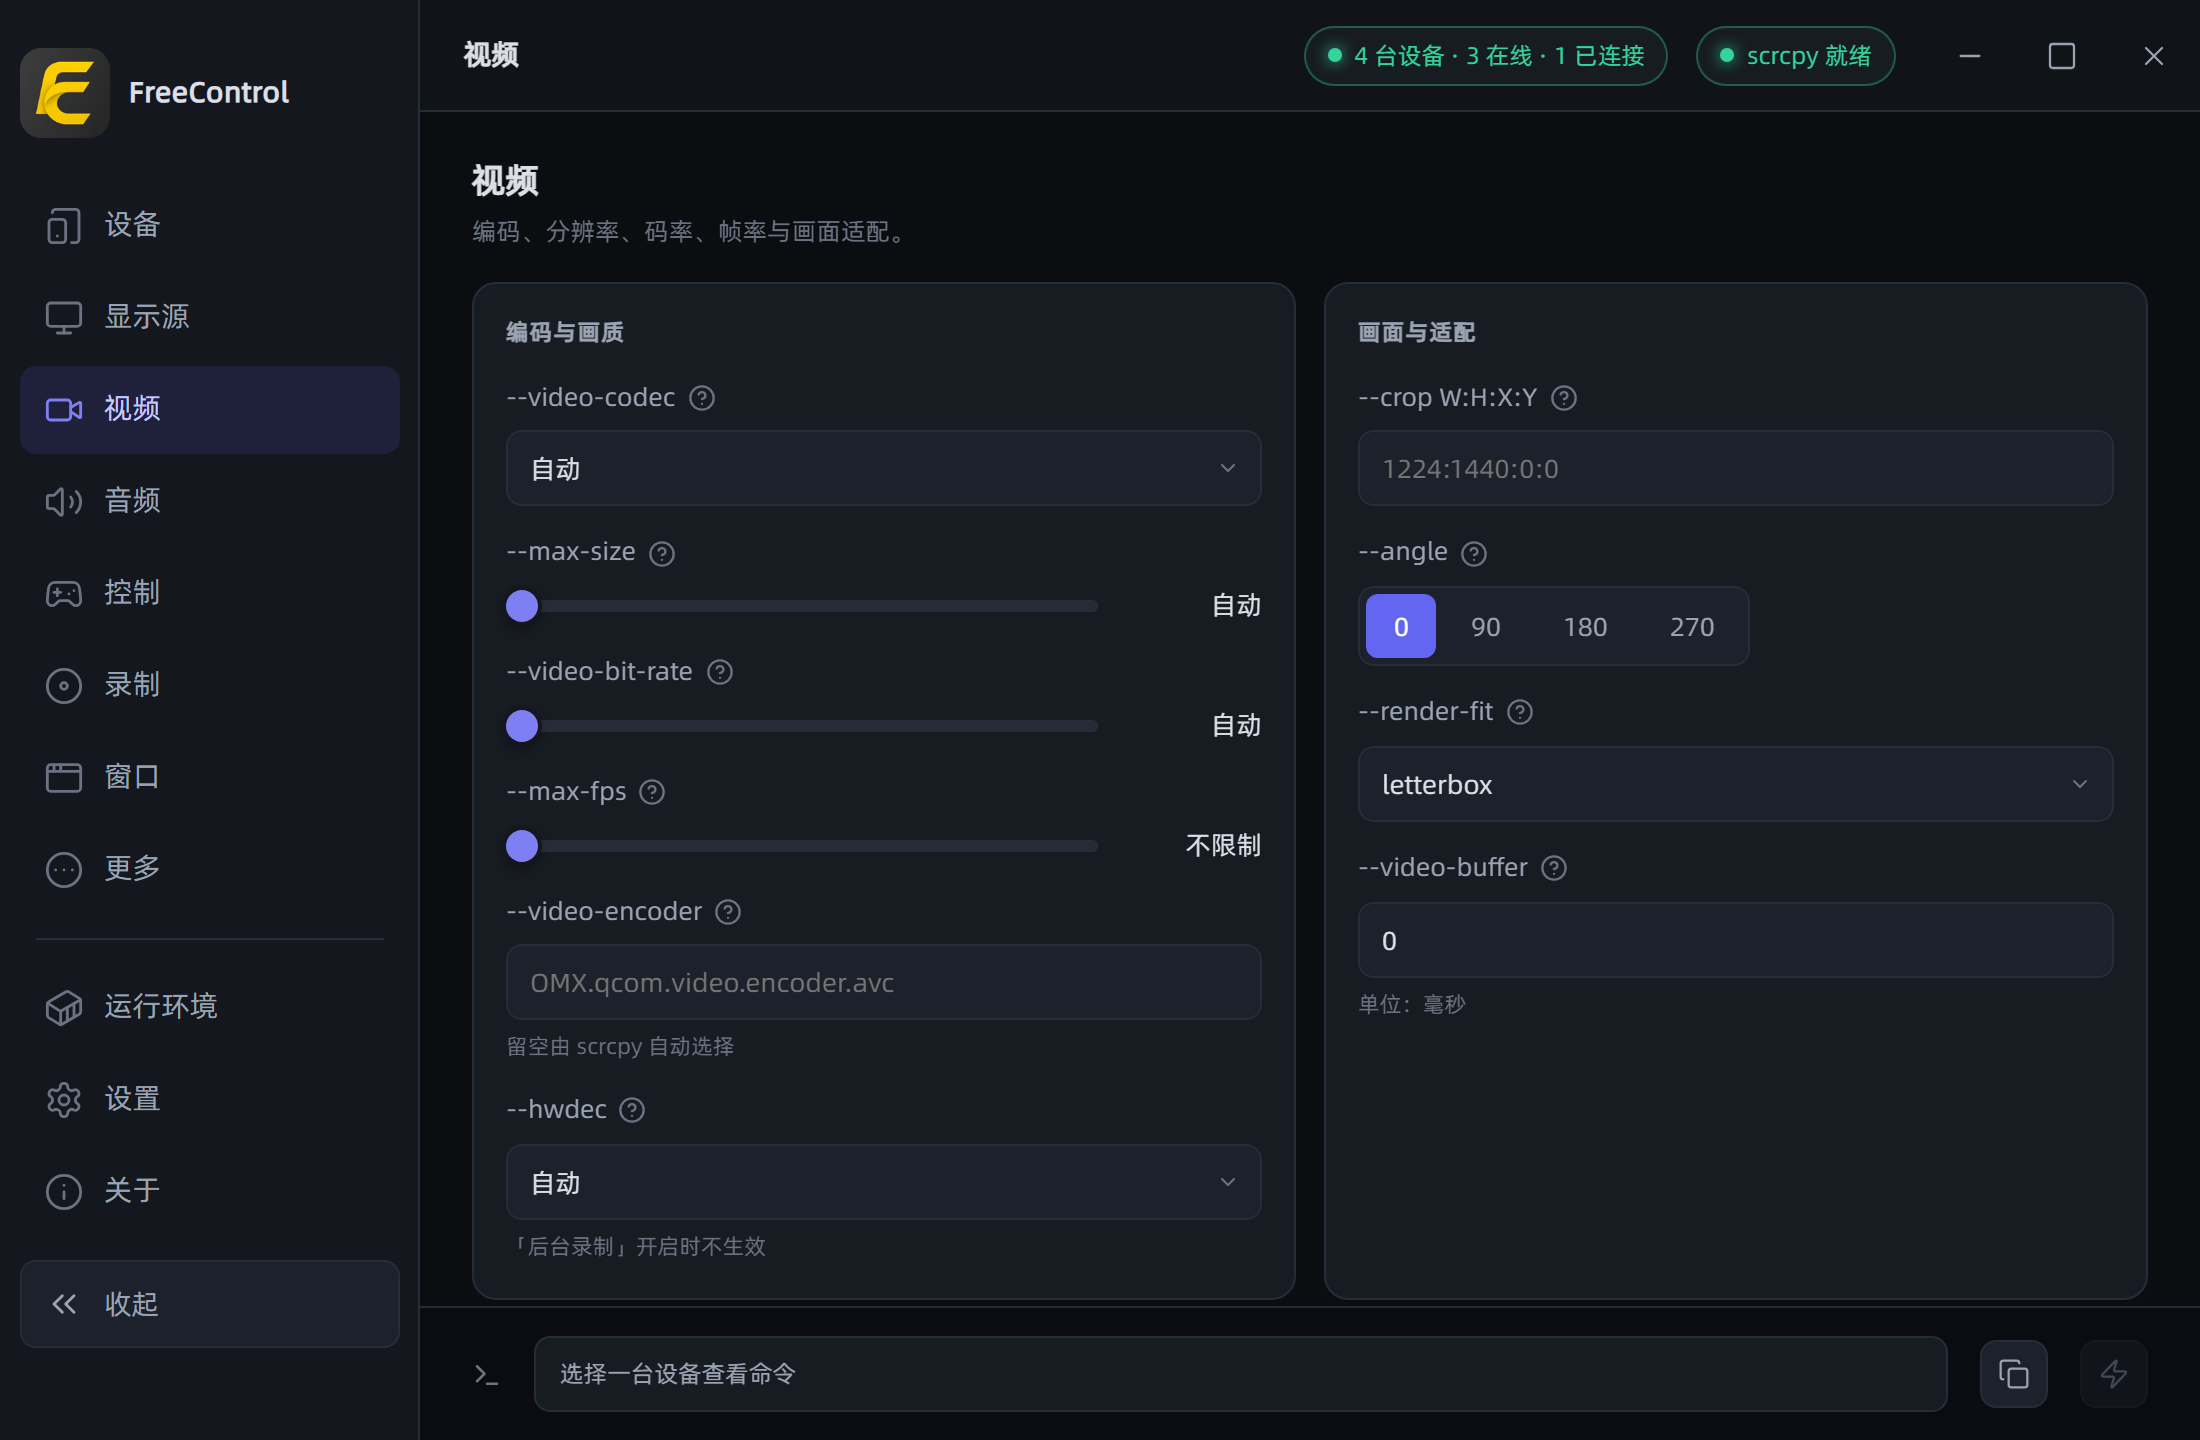 FreeControl
设备
显示源
视频
音频
控制
录制
窗口
更多
运行环境
设置
关于
收起
视频
4 台设备 · 3 在线 · 1 已连接
scrcpy 就绪
视频
编码、分辨率、码率、帧率与画面适配。
编码与画质
--video-codec
自动
--max-size
自动
--video-bit-rate
自动
--max-fps
不限制
--video-encoder
OMX.qcom.video.encoder.avc
留空由 scrcpy 自动选择
--hwdec
自动
「后台录制」开启时不生效
画面与适配
--crop W:H:X:Y
1224:1440:0:0
--angle
0 90 180 270
--render-fit
letterbox
--video-buffer
0
单位：毫秒
选择一台设备查看命令